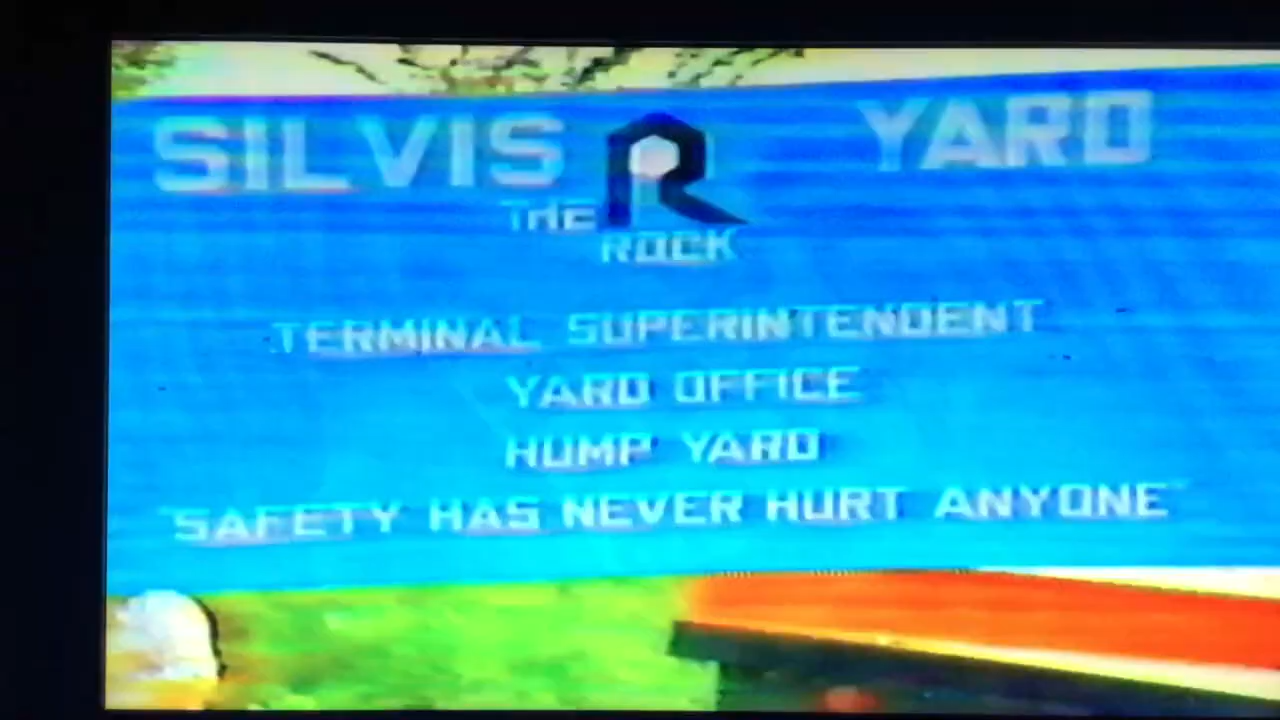 SILVIS R YARD
THE
ROCK
TERMINAL SUPERINTENDENT
YARD OFFICE
HUMP YARD
"SAFETY HAS NEVER HURT ANYONE"